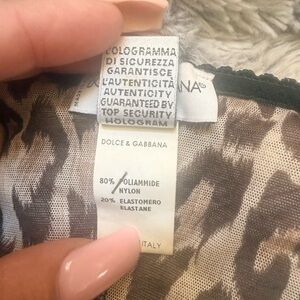 OLOGRAMMA
DI SICUREZZA
GARANTISCE
L'AUTENTICITÀ
AUTENTICITY
GUARANTEED BY
TOP SECURITY
HOLOGRAM
ANA®
DOLCE & GABBANA
80% POLIAMMIDE
NYLON
20% ELASTOMERO
ELASTANE
ITALY